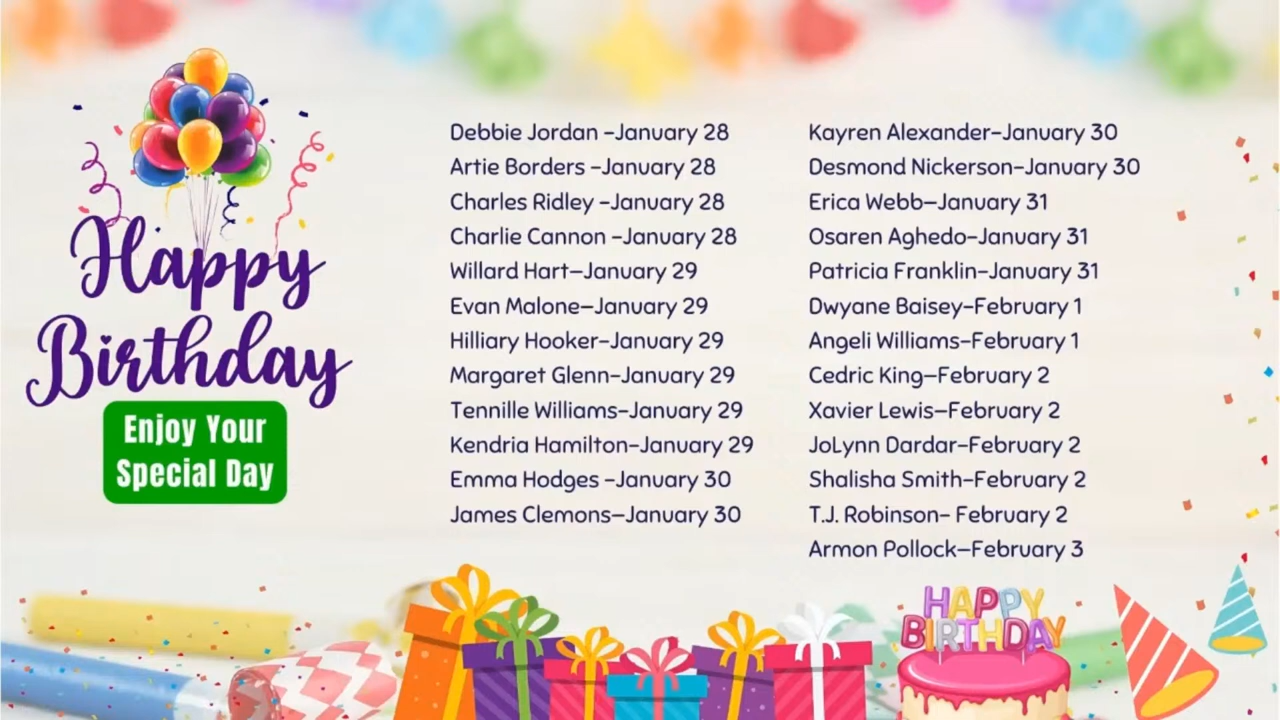 Happy
Birthday
Enjoy Your
Special Day
Debbie Jordan -January 28
Artie Borders -January 28
Charles Ridley -January 28
Charlie Cannon -January 28
Willard Hart—January 29
Evan Malone—January 29
Hilliary Hooker-January 29
Margaret Glenn-January 29
Tennille Williams-January 29
Kendria Hamilton-January 29
Emma Hodges -January 30
James Clemons—January 30
Kayren Alexander-January 30
Desmond Nickerson-January 30
Erica Webb—January 31
Osaren Aghedo-January 31
Patricia Franklin-January 31
Dwyane Baisey-February 1
Angeli Williams-February 1
Cedric King—February 2
Xavier Lewis—February 2
JoLynn Dardar-February 2
Shalisha Smith-February 2
T.J. Robinson- February 2
Armon Pollock—February 3
HAPPY
BIRTHDAY